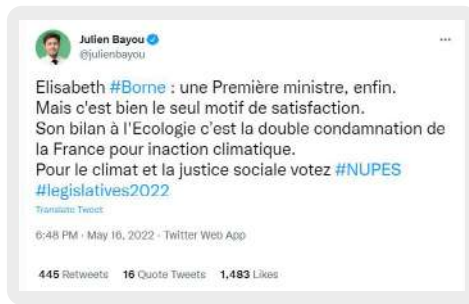 Julien Bayou
@julienbayou
Elisabeth #Borne : une Première ministre, enfin.
Mais c'est bien le seul motif de satisfaction.
Son bilan à l'Ecologie c'est la double condamnation de
la France pour inaction climatique.
Pour le climat et la justice sociale votez #NUPES
#legislatives2022
Translate Tweet
6:48 PM · May 16, 2022 · Twitter Web App
445 Retweets 16 Quote Tweets 1,483 Likes